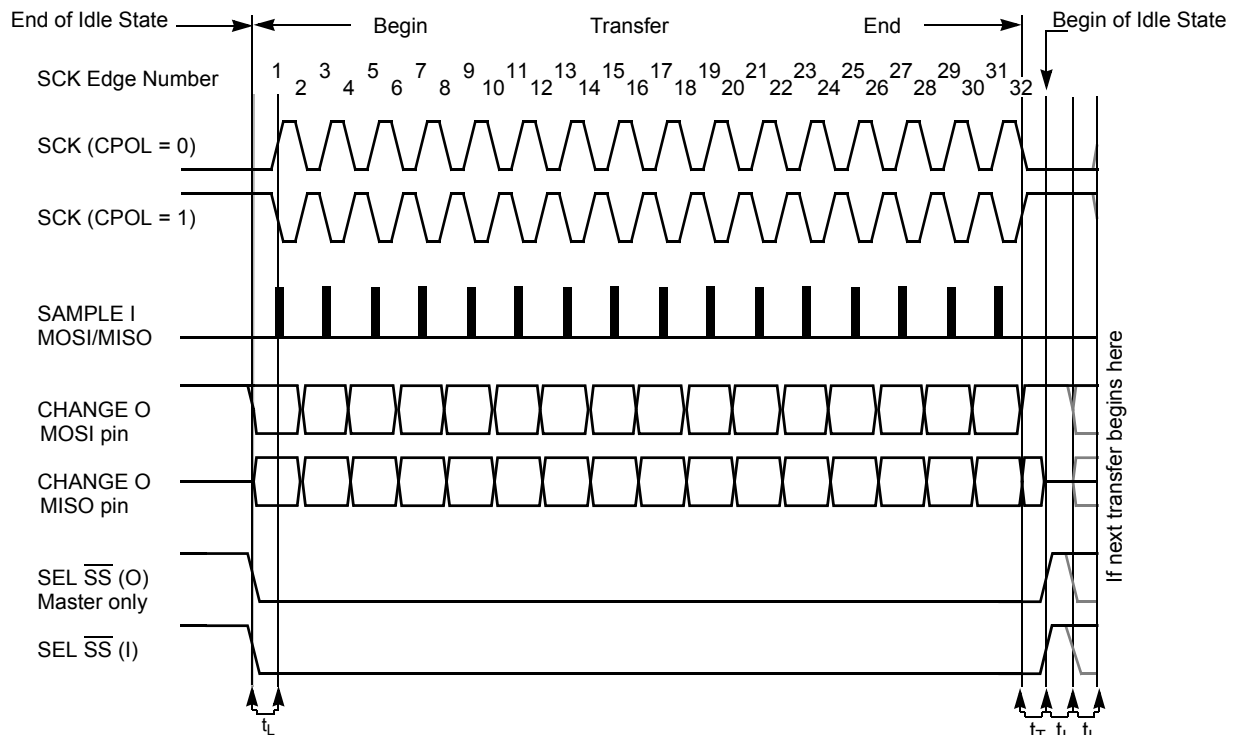 End of Idle State
Begin
Transfer
End
Begin of Idle State
SCK Edge Number
1 2 3 4 5 6 7 8 9 10 11 12 13 14 15 16 17 18 19 20 21 22 23 24 25 26 27 28 29 30 31 32
SCK (CPOL = 0)
SCK (CPOL = 1)
SAMPLE I
MOSI/MISO
CHANGE O
MOSI pin
CHANGE O
MISO pin
SEL SS (O)
Master only
SEL SS (I)
If next transfer begins here
tL
tT